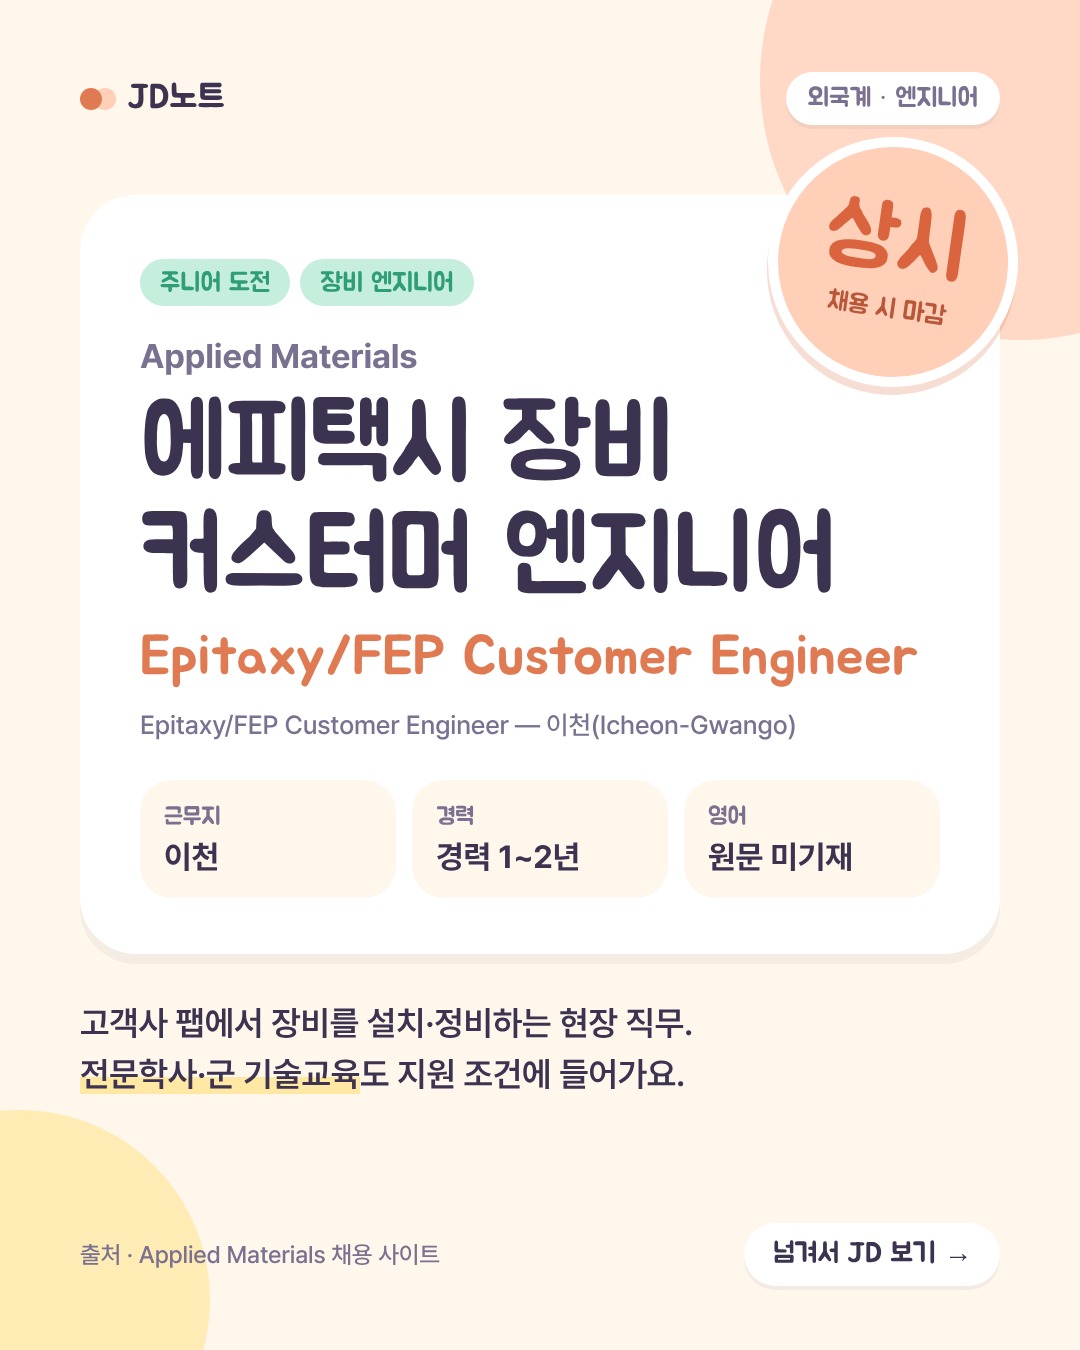 JD노트
외국계 · 엔지니어
상시
채용 시 마감
주니어 도전
장비 엔지니어
Applied Materials
에피택시 장비
커스터머 엔지니어
Epitaxy/FEP Customer Engineer
Epitaxy/FEP Customer Engineer — 이천(Icheon-Gwango)
근무지
이천
경력
경력 1~2년
영어
원문 미기재
고객사 팹에서 장비를 설치·정비하는 현장 직무.
전문학사·군 기술교육도 지원 조건에 들어가요.
출처 · Applied Materials 채용 사이트
넘겨서 JD 보기 →